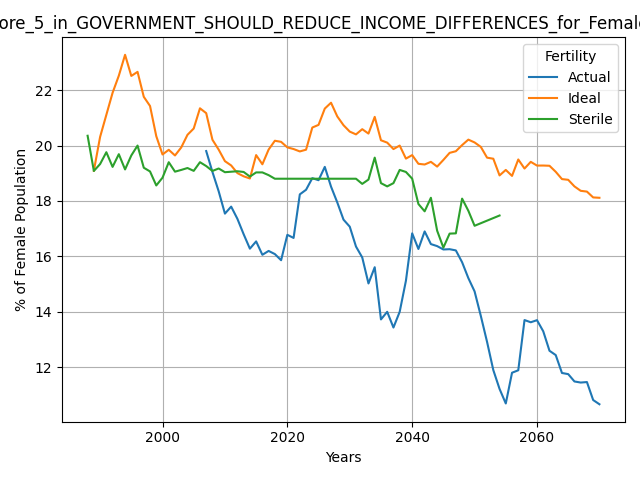 ore_5_in_GOVERNMENT_SHOULD_REDUCE_INCOME_DIFFERENCES_for_Female
Fertility
Actual
Ideal
Sterile
% of Female Population
22
20
18
16
14
12
2000 2020 2040 2060
Years